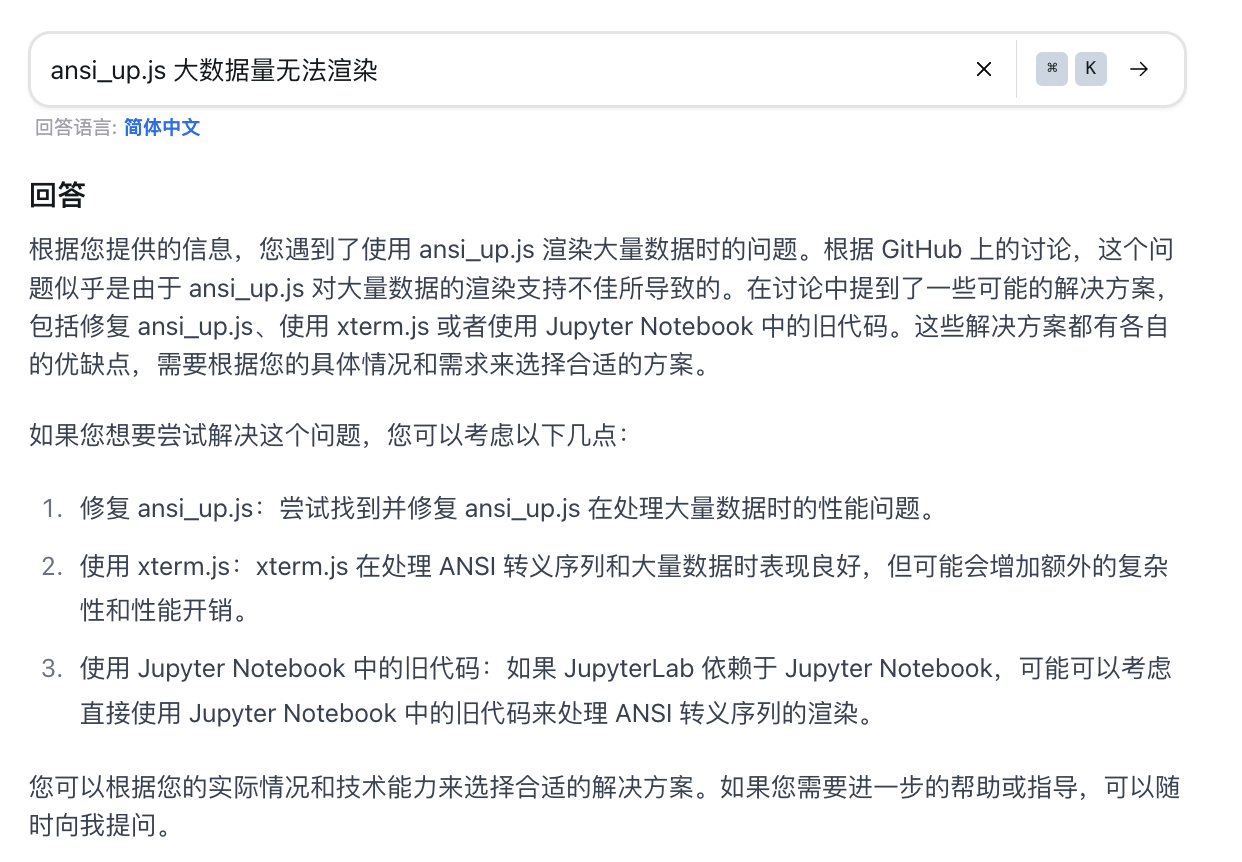 ansi_up.js 大数据量无法渲染
⌘ K →
回答语言: 简体中文
回答
根据您提供的信息，您遇到了使用 ansi_up.js 渲染大量数据时的问题。根据 GitHub 上的讨论，这个问
题似乎是由于 ansi_up.js 对大量数据的渲染支持不佳所导致的。在讨论中提到了一些可能的解决方案，
包括修复 ansi_up.js、使用 xterm.js 或者使用 Jupyter Notebook 中的旧代码。这些解决方案都有各自
的优缺点，需要根据您的具体情况和需求来选择合适的方案。
如果您想要尝试解决这个问题，您可以考虑以下几点：
1. 修复 ansi_up.js：尝试找到并修复 ansi_up.js 在处理大量数据时的性能问题。
2. 使用 xterm.js：xterm.js 在处理 ANSI 转义序列和大量数据时表现良好，但可能会增加额外的复杂
性和性能开销。
3. 使用 Jupyter Notebook 中的旧代码：如果 JupyterLab 依赖于 Jupyter Notebook，可能可以考虑
直接使用 Jupyter Notebook 中的旧代码来处理 ANSI 转义序列的渲染。
您可以根据您的实际情况和技术能力来选择合适的解决方案。如果您需要进一步的帮助或指导，可以随
时向我提问。